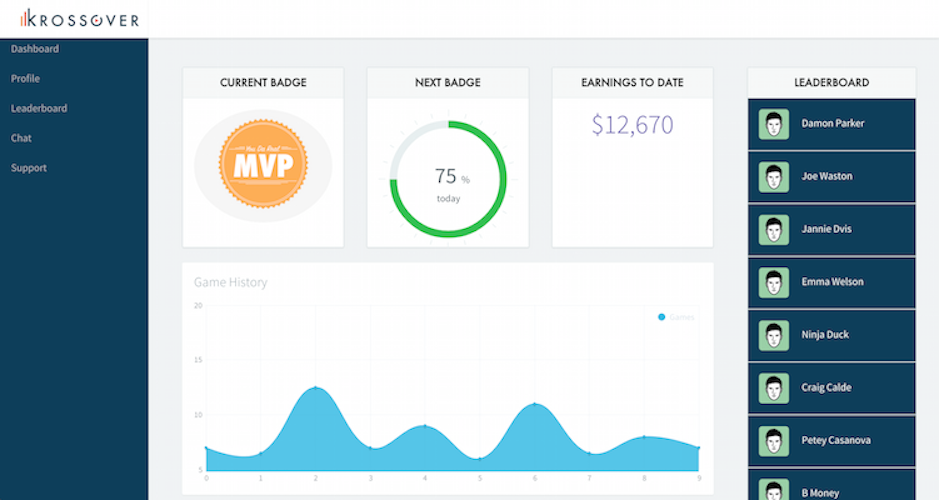 KROSSOVER
Dashboard
Profile
Leaderboard
Chat
Support
CURRENT BADGE
You Da Real
MVP
NEXT BADGE
75 %
today
EARNINGS TO DATE
$12,670
Game History
Games
20
15
10
5
0 1 2 3 4 5 6 7 8 9
LEADERBOARD
Damon Parker
Joe Waston
Jannie Dvis
Emma Welson
Ninja Duck
Craig Calde
Petey Casanova
B Money